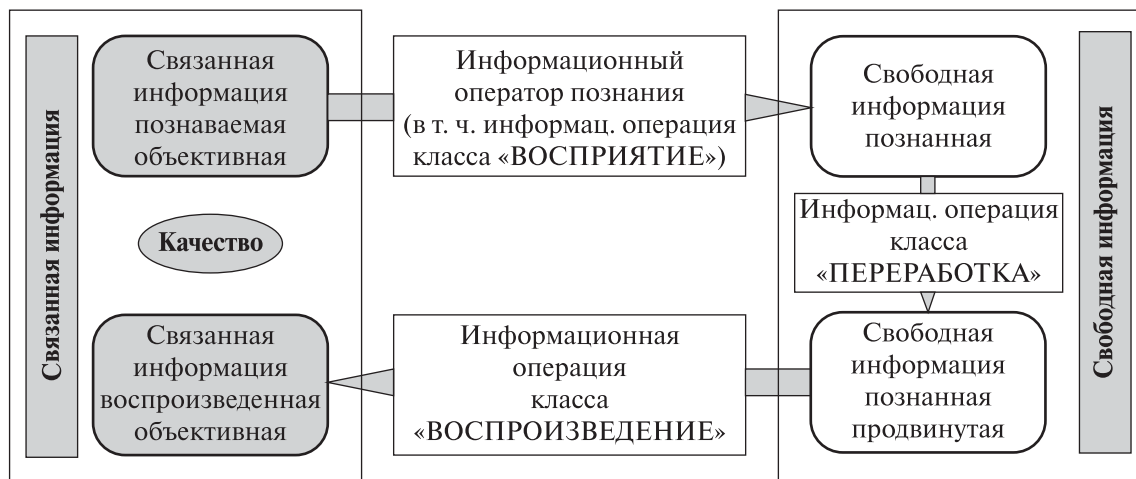 Связанная информация
Связанная
информация
познаваемая
объективная
Информационный
оператор познания
(в т. ч. информац. операция
класса «ВОСПРИЯТИЕ»)
Свободная
информация
познанная
Свободная информация
Информац. операция
класса
«ПЕРЕРАБОТКА»
Качество
Связанная
информация
воспроизведенная
объективная
Информационная
операция
класса
«ВОСПРОИЗВЕДЕНИЕ»
Свободная
информация
познанная
продвинутая